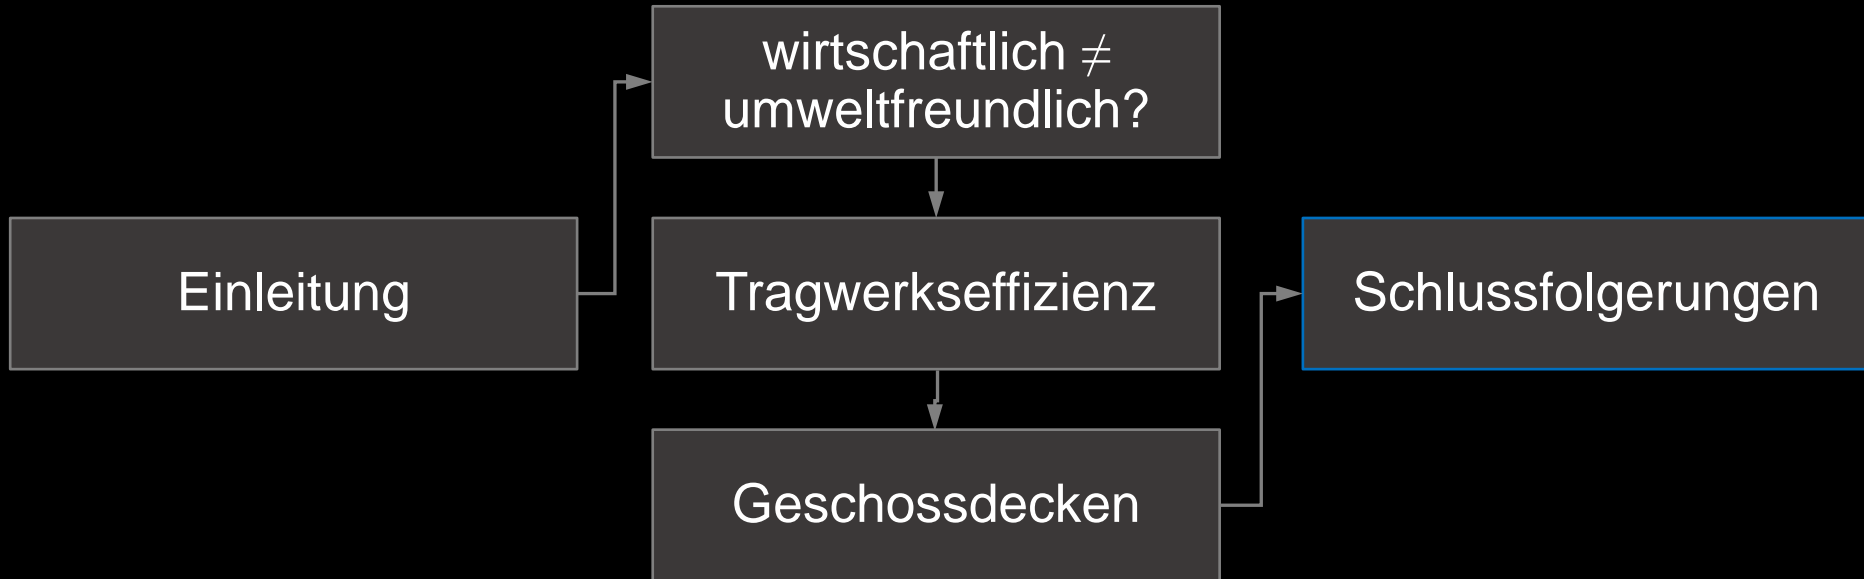 Einleitung
wirtschaftlich ≠
umweltfreundlich?
Tragwerkseffizienz
Geschossdecken
Schlussfolgerungen